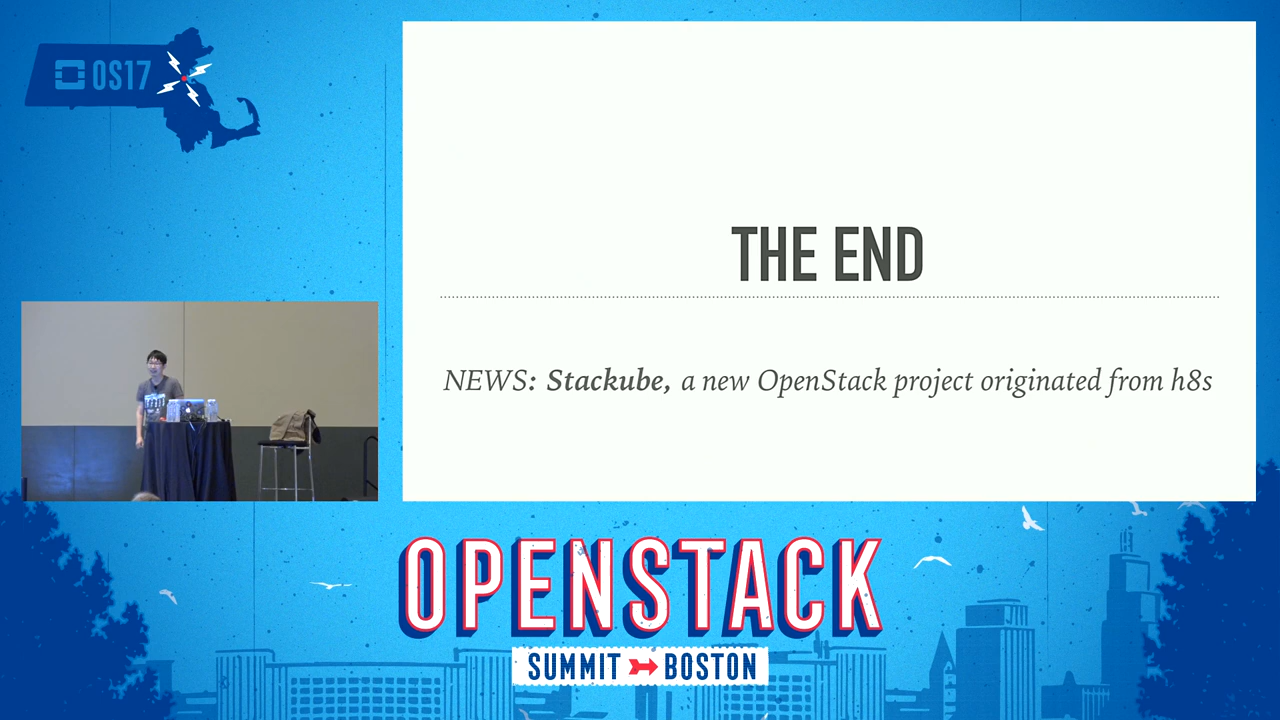 OS17
THE END
NEWS: Stackube, a new OpenStack project originated from h8s
OPENSTACK
SUMMIT BOSTON